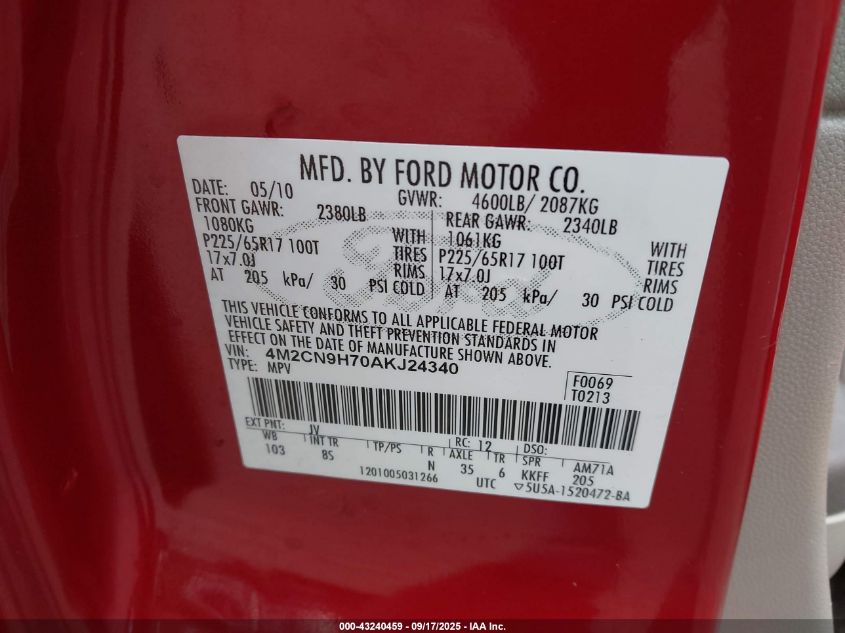 MFD. BY FORD MOTOR CO.
DATE: 05/10 GVWR: 4600LB/ 2087KG
FRONT GAWR: 2380LB REAR GAWR: 2340LB
1080KG WITH 1061KG WITH
P225/65R17 100T TIRES P225/65R17 100T TIRES
17x7.0J RIMS 17x7.0J RIMS
AT 205 kPa/ 30 PSI COLD AT 205 kPa/ 30 PSI COLD
THIS VEHICLE CONFORMS TO ALL APPLICABLE FEDERAL MOTOR
VEHICLE SAFETY AND THEFT PREVENTION STANDARDS IN
EFFECT ON THE DATE OF MANUFACTURE SHOWN ABOVE.
VIN: 4M2CN9H70AKJ24340
TYPE: MPV
F0069
T0213
EXT PNT: JV RC: 12 DSO:
WB INT TR TP/PS R AXLE TR SPR AM71A
103 8S N 35 6 KKFF 205
1201005031266 UTC ▽5U5A-1520472-BA
Ford
000-43240459 - 09/17/2025 - IAA Inc.